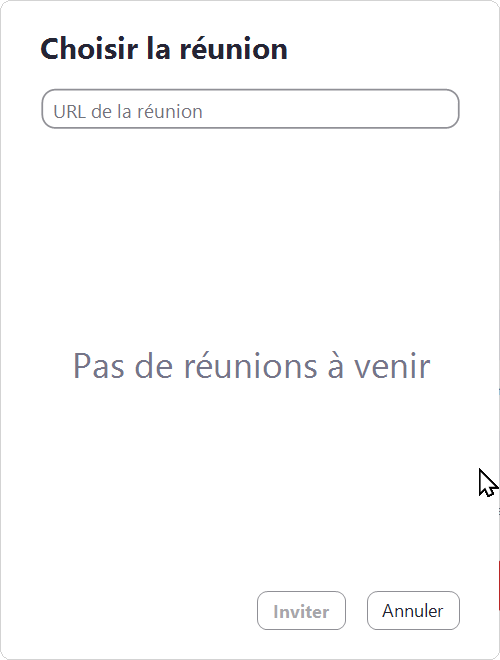 Choisir la réunion
URL de la réunion
Pas de réunions à venir
Inviter
Annuler